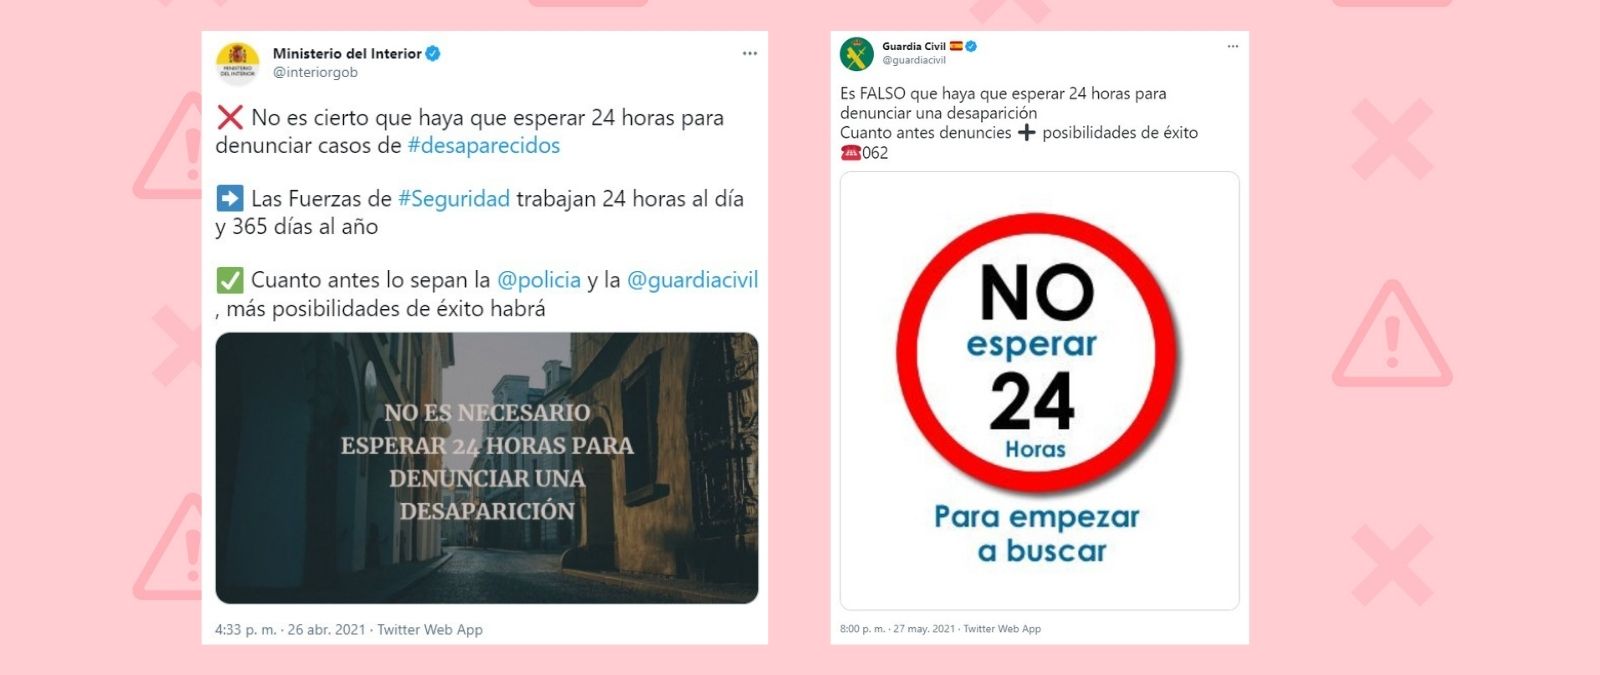 Ministerio del Interior
@interiorgob
❌ No es cierto que haya que esperar 24 horas para
denunciar casos de #desaparecidos
➡️ Las Fuerzas de #Seguridad trabajan 24 horas al día
y 365 días al año
✅ Cuanto antes lo sepan la @policia y la @guardiacivil
, más posibilidades de éxito habrá
NO ES NECESARIO
ESPERAR 24 HORAS PARA
DENUNCIAR UNA
DESAPARICIÓN
4:33 p. m. · 26 abr. 2021 · Twitter Web App
Guardia Civil 🇪🇸
@guardiacivil
Es FALSO que haya que esperar 24 horas para
denunciar una desaparición
Cuanto antes denuncies ➕ posibilidades de éxito
☎️062
NO
esperar
24
Horas
Para empezar
a buscar
8:00 p. m. · 27 may. 2021 · Twitter Web App